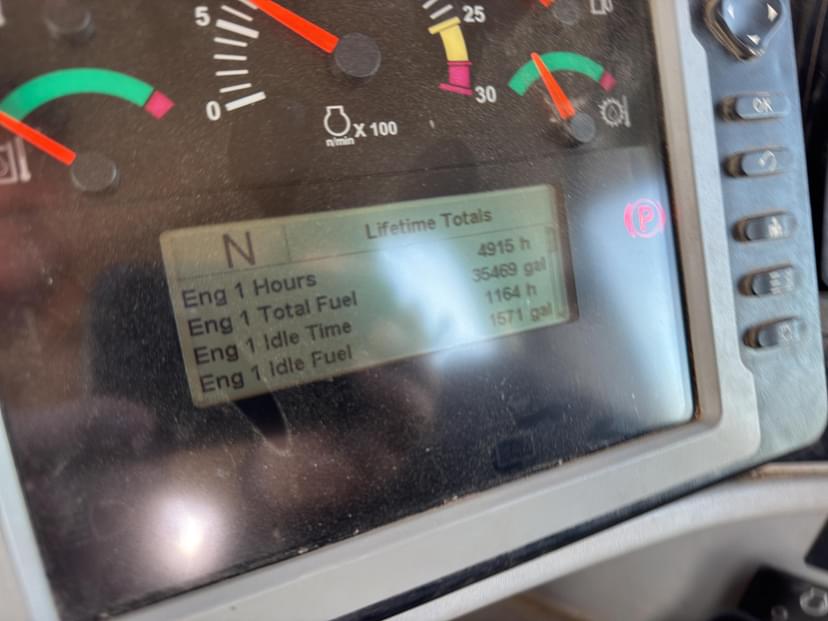 5
0
25
30
n/min X 100
OK
P
N Lifetime Totals
Eng 1 Hours 4915 h
Eng 1 Total Fuel 35469 gal
Eng 1 Idle Time 1164 h
Eng 1 Idle Fuel 1571 gal